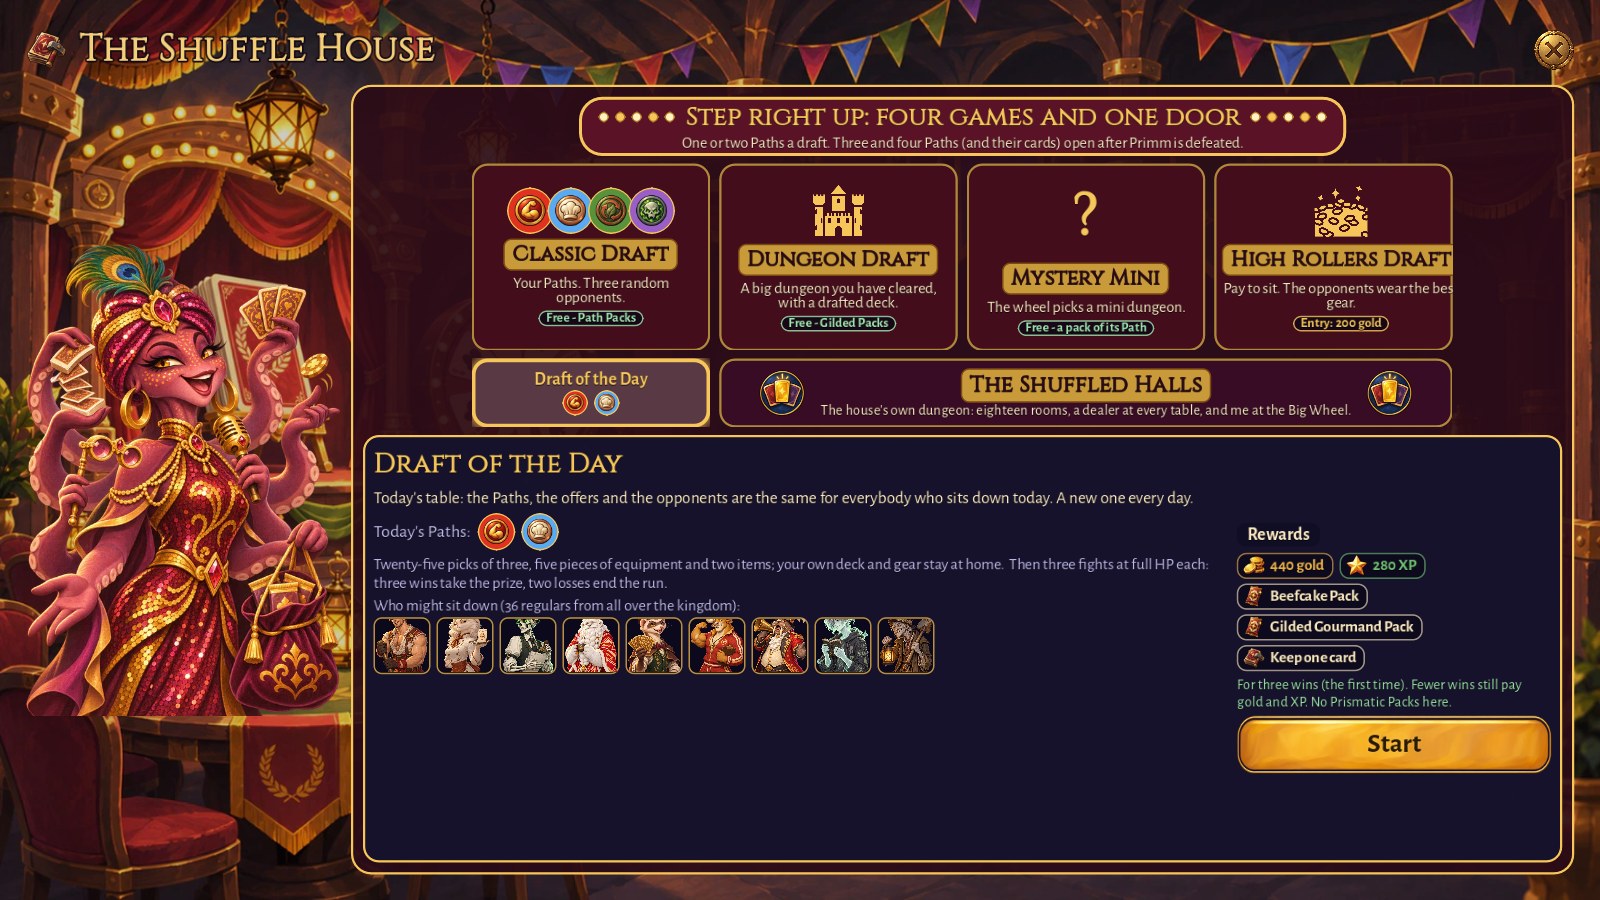 THE SHUFFLE HOUSE
STEP RIGHT UP: FOUR GAMES AND ONE DOOR
One or two Paths a draft. Three and four Paths (and their cards) open after Primm is defeated.
CLASSIC DRAFT
Your Paths. Three random
opponents.
Free - Path Packs
DUNGEON DRAFT
A big dungeon you have cleared,
with a drafted deck.
Free - Gilded Packs
?
MYSTERY MINI
The wheel picks a mini dungeon.
Free - a pack of its Path
HIGH ROLLERS DRAFT
Pay to sit. The opponents wear the bes
gear.
Entry: 200 gold
Draft of the Day
THE SHUFFLED HALLS
The house's own dungeon: eighteen rooms, a dealer at every table, and me at the Big Wheel.
DRAFT OF THE DAY
Today's table: the Paths, the offers and the opponents are the same for everybody who sits down today. A new one every day.
Today's Paths:
Twenty-five picks of three, five pieces of equipment and two items; your own deck and gear stay at home. Then three fights at full HP each:
three wins take the prize, two losses end the run.
Who might sit down (36 regulars from all over the kingdom):
Rewards
440 gold
280 XP
Beefcake Pack
Gilded Gourmand Pack
Keep one card
For three wins (the first time). Fewer wins still pay
gold and XP. No Prismatic Packs here.
Start